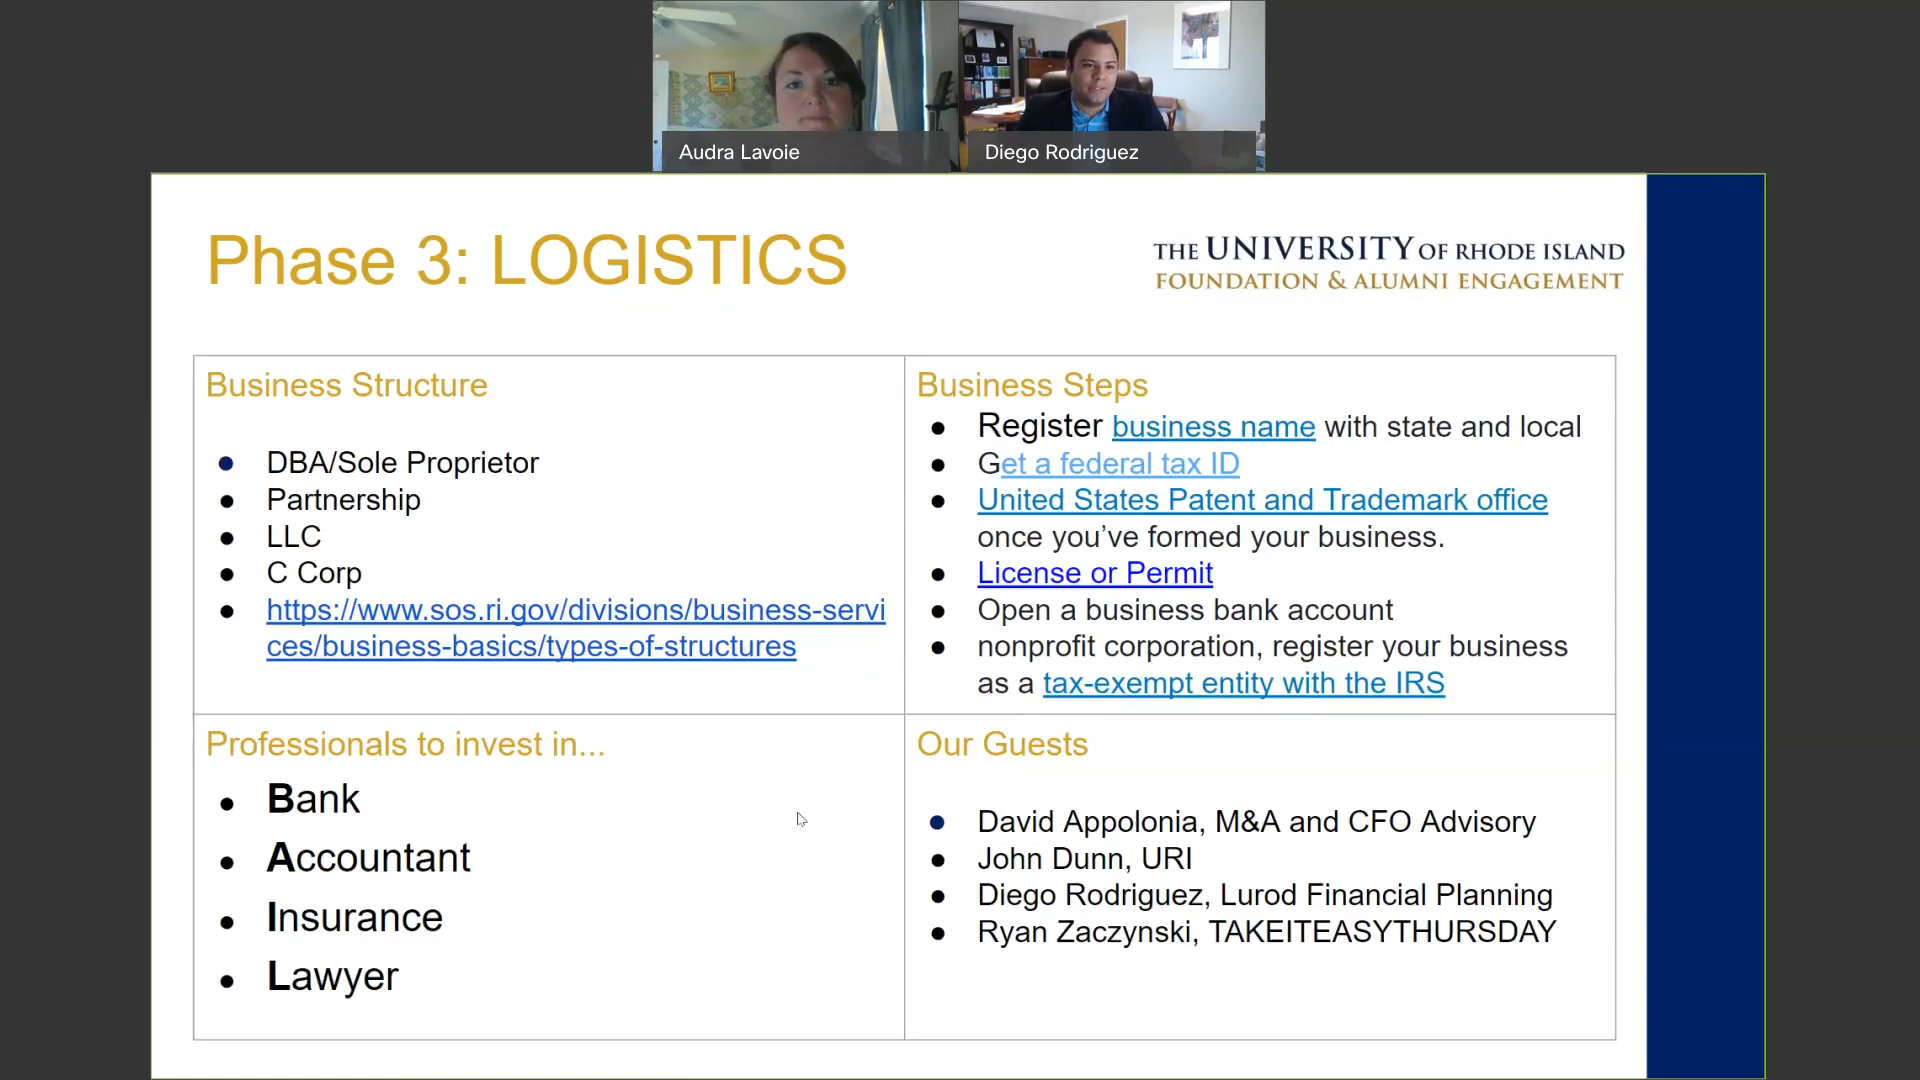 Audra Lavoie
Diego Rodriguez
Phase 3: LOGISTICS
THE UNIVERSITY OF RHODE ISLAND
FOUNDATION & ALUMNI ENGAGEMENT
Business Structure
● DBA/Sole Proprietor
● Partnership
● LLC
● C Corp
● https://www.sos.ri.gov/divisions/business-servi
ces/business-basics/types-of-structures
Business Steps
● Register business name with state and local
● Get a federal tax ID
● United States Patent and Trademark office
once you’ve formed your business.
● License or Permit
● Open a business bank account
● nonprofit corporation, register your business
as a tax-exempt entity with the IRS
Professionals to invest in...
● Bank
● Accountant
● Insurance
● Lawyer
Our Guests
● David Appolonia, M&A and CFO Advisory
● John Dunn, URI
● Diego Rodriguez, Lurod Financial Planning
● Ryan Zaczynski, TAKEITEASYTHURSDAY